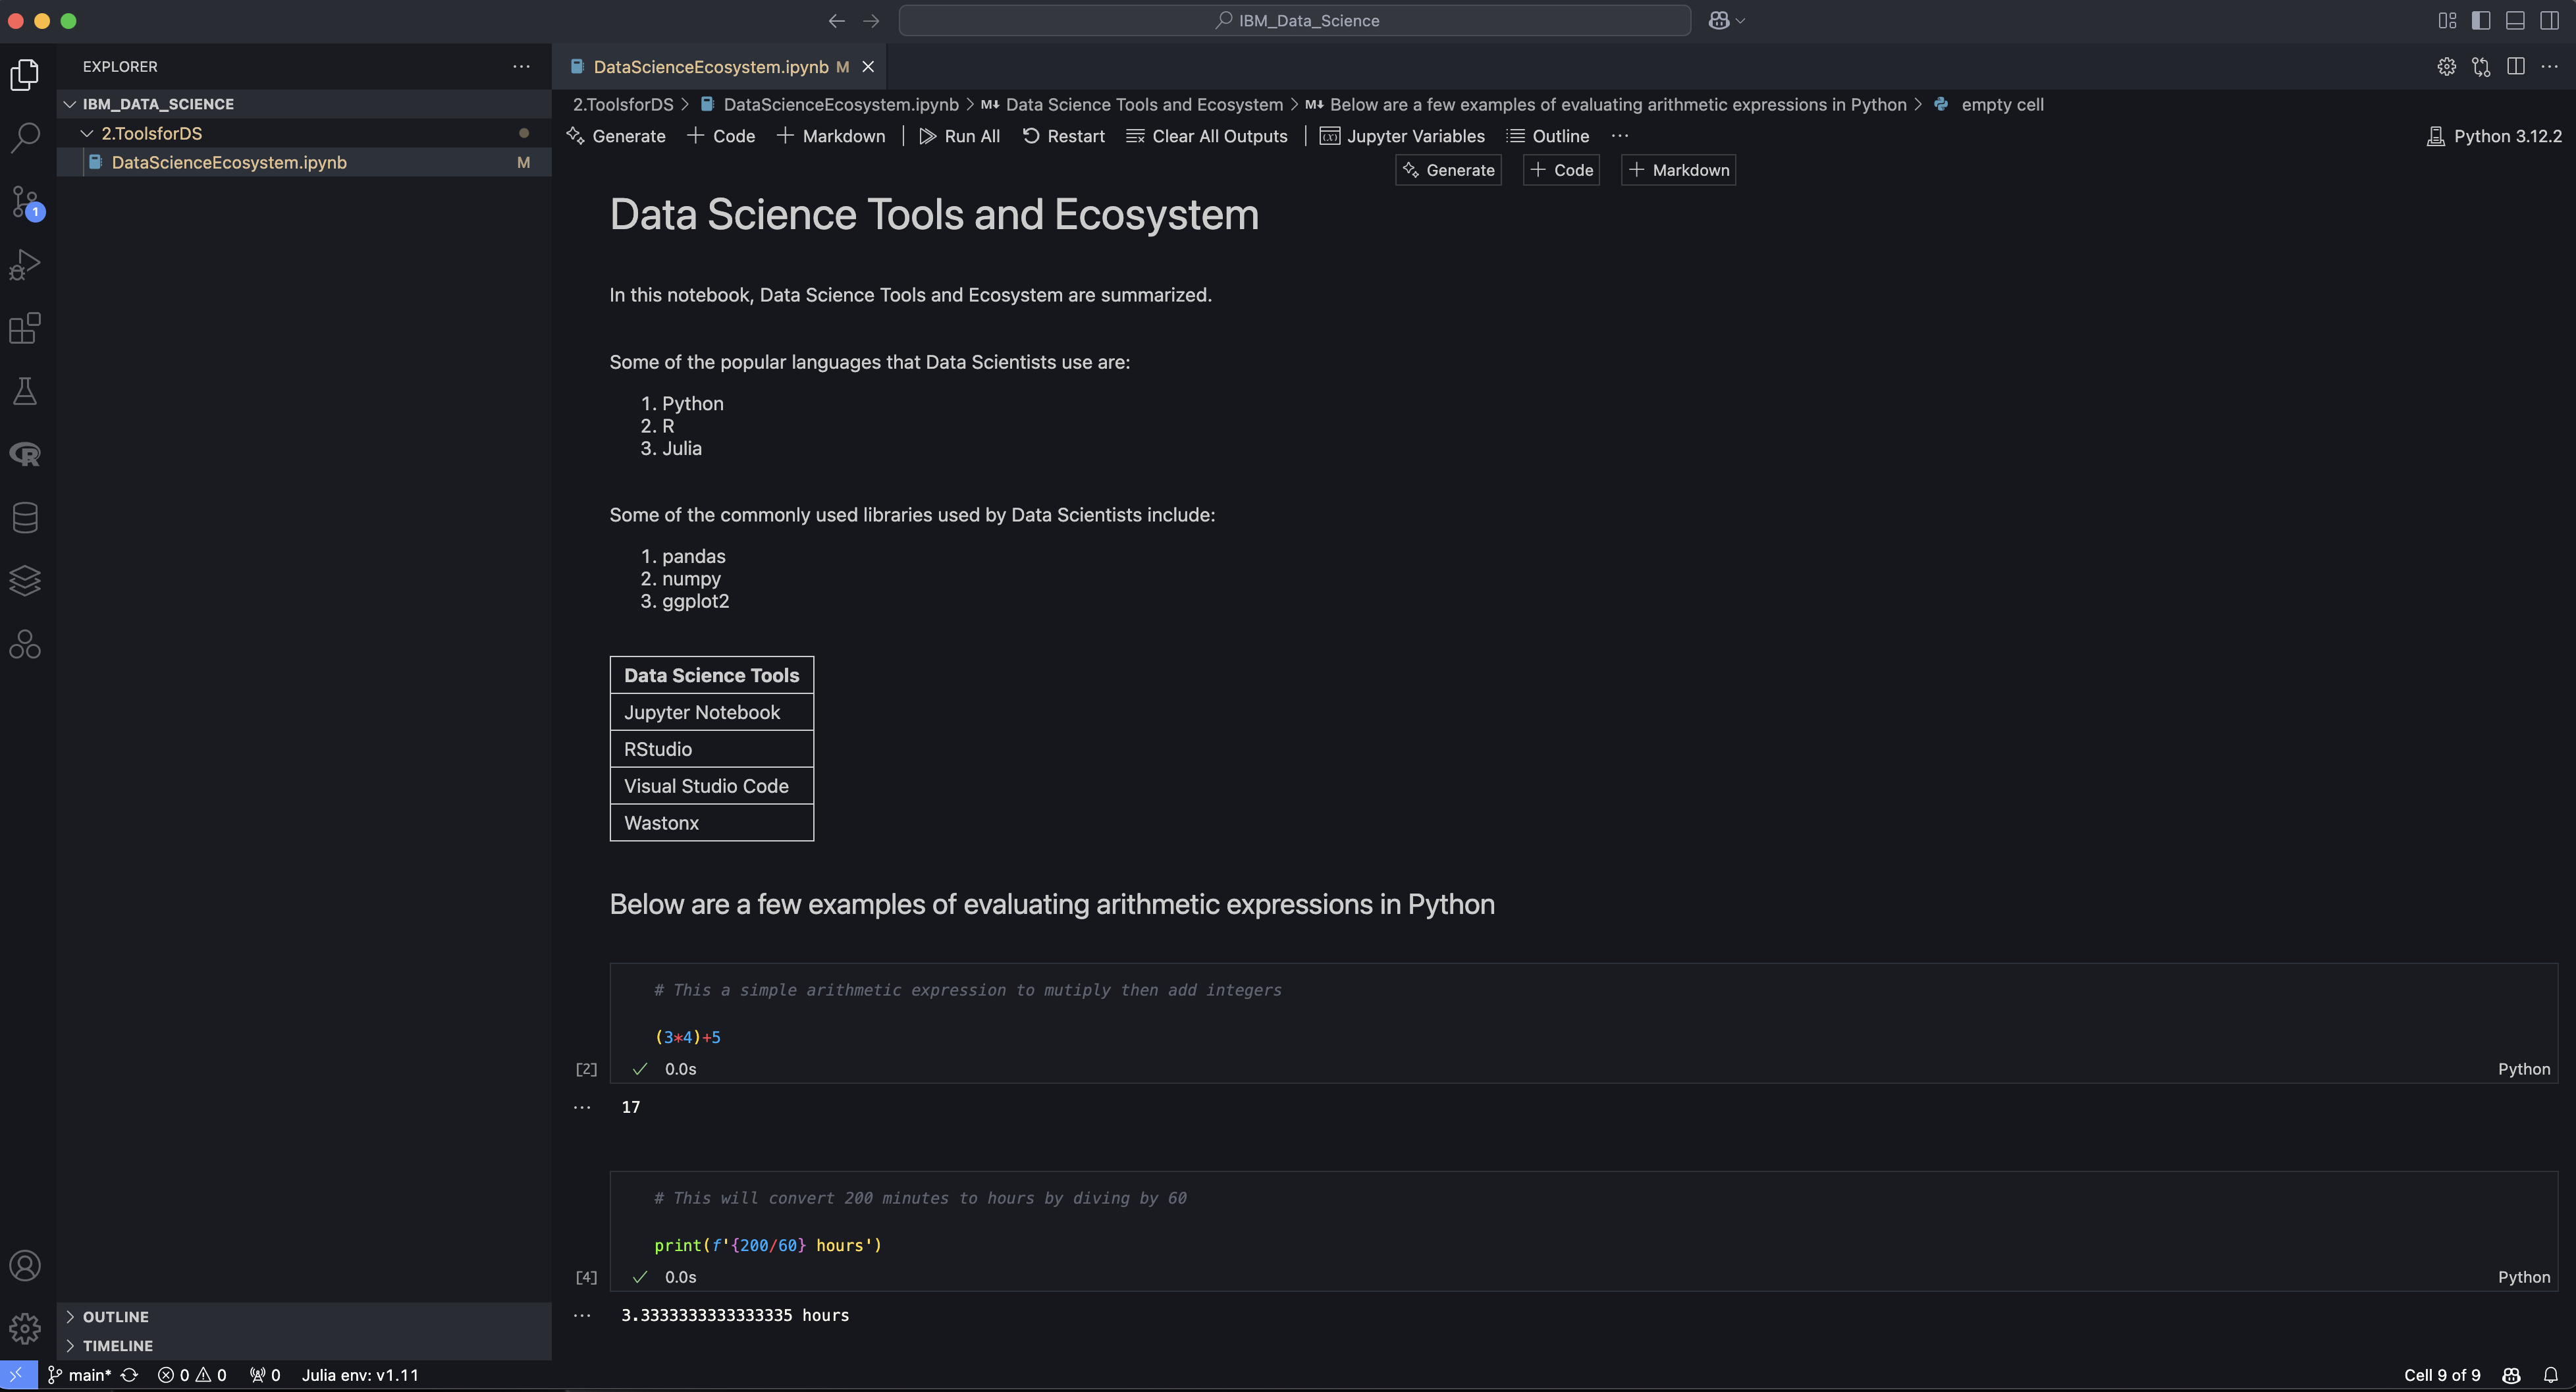 IBM_Data_Science
EXPLORER
IBM_DATA_SCIENCE
2.ToolsforDS
DataScienceEcosystem.ipynb M
1
OUTLINE
TIMELINE
DataScienceEcosystem.ipynb M
2.ToolsforDS > DataScienceEcosystem.ipynb > M↓ Data Science Tools and Ecosystem > M↓ Below are a few examples of evaluating arithmetic expressions in Python > empty cell
Generate + Code + Markdown | Run All Restart Clear All Outputs | Jupyter Variables Outline ··· Python 3.12.2
Generate + Code + Markdown
Data Science Tools and Ecosystem
In this notebook, Data Science Tools and Ecosystem are summarized.
Some of the popular languages that Data Scientists use are:
1. Python
2. R
3. Julia
Some of the commonly used libraries used by Data Scientists include:
1. pandas
2. numpy
3. ggplot2
Data Science Tools
Jupyter Notebook
RStudio
Visual Studio Code
Wastonx
Below are a few examples of evaluating arithmetic expressions in Python
# This a simple arithmetic expression to mutiply then add integers
(3*4)+5
[2] 0.0s Python
17
# This will convert 200 minutes to hours by diving by 60
print(f'{200/60} hours')
[4] 0.0s Python
3.3333333333333335 hours
main* 0 0 0 Julia env: v1.11 Cell 9 of 9